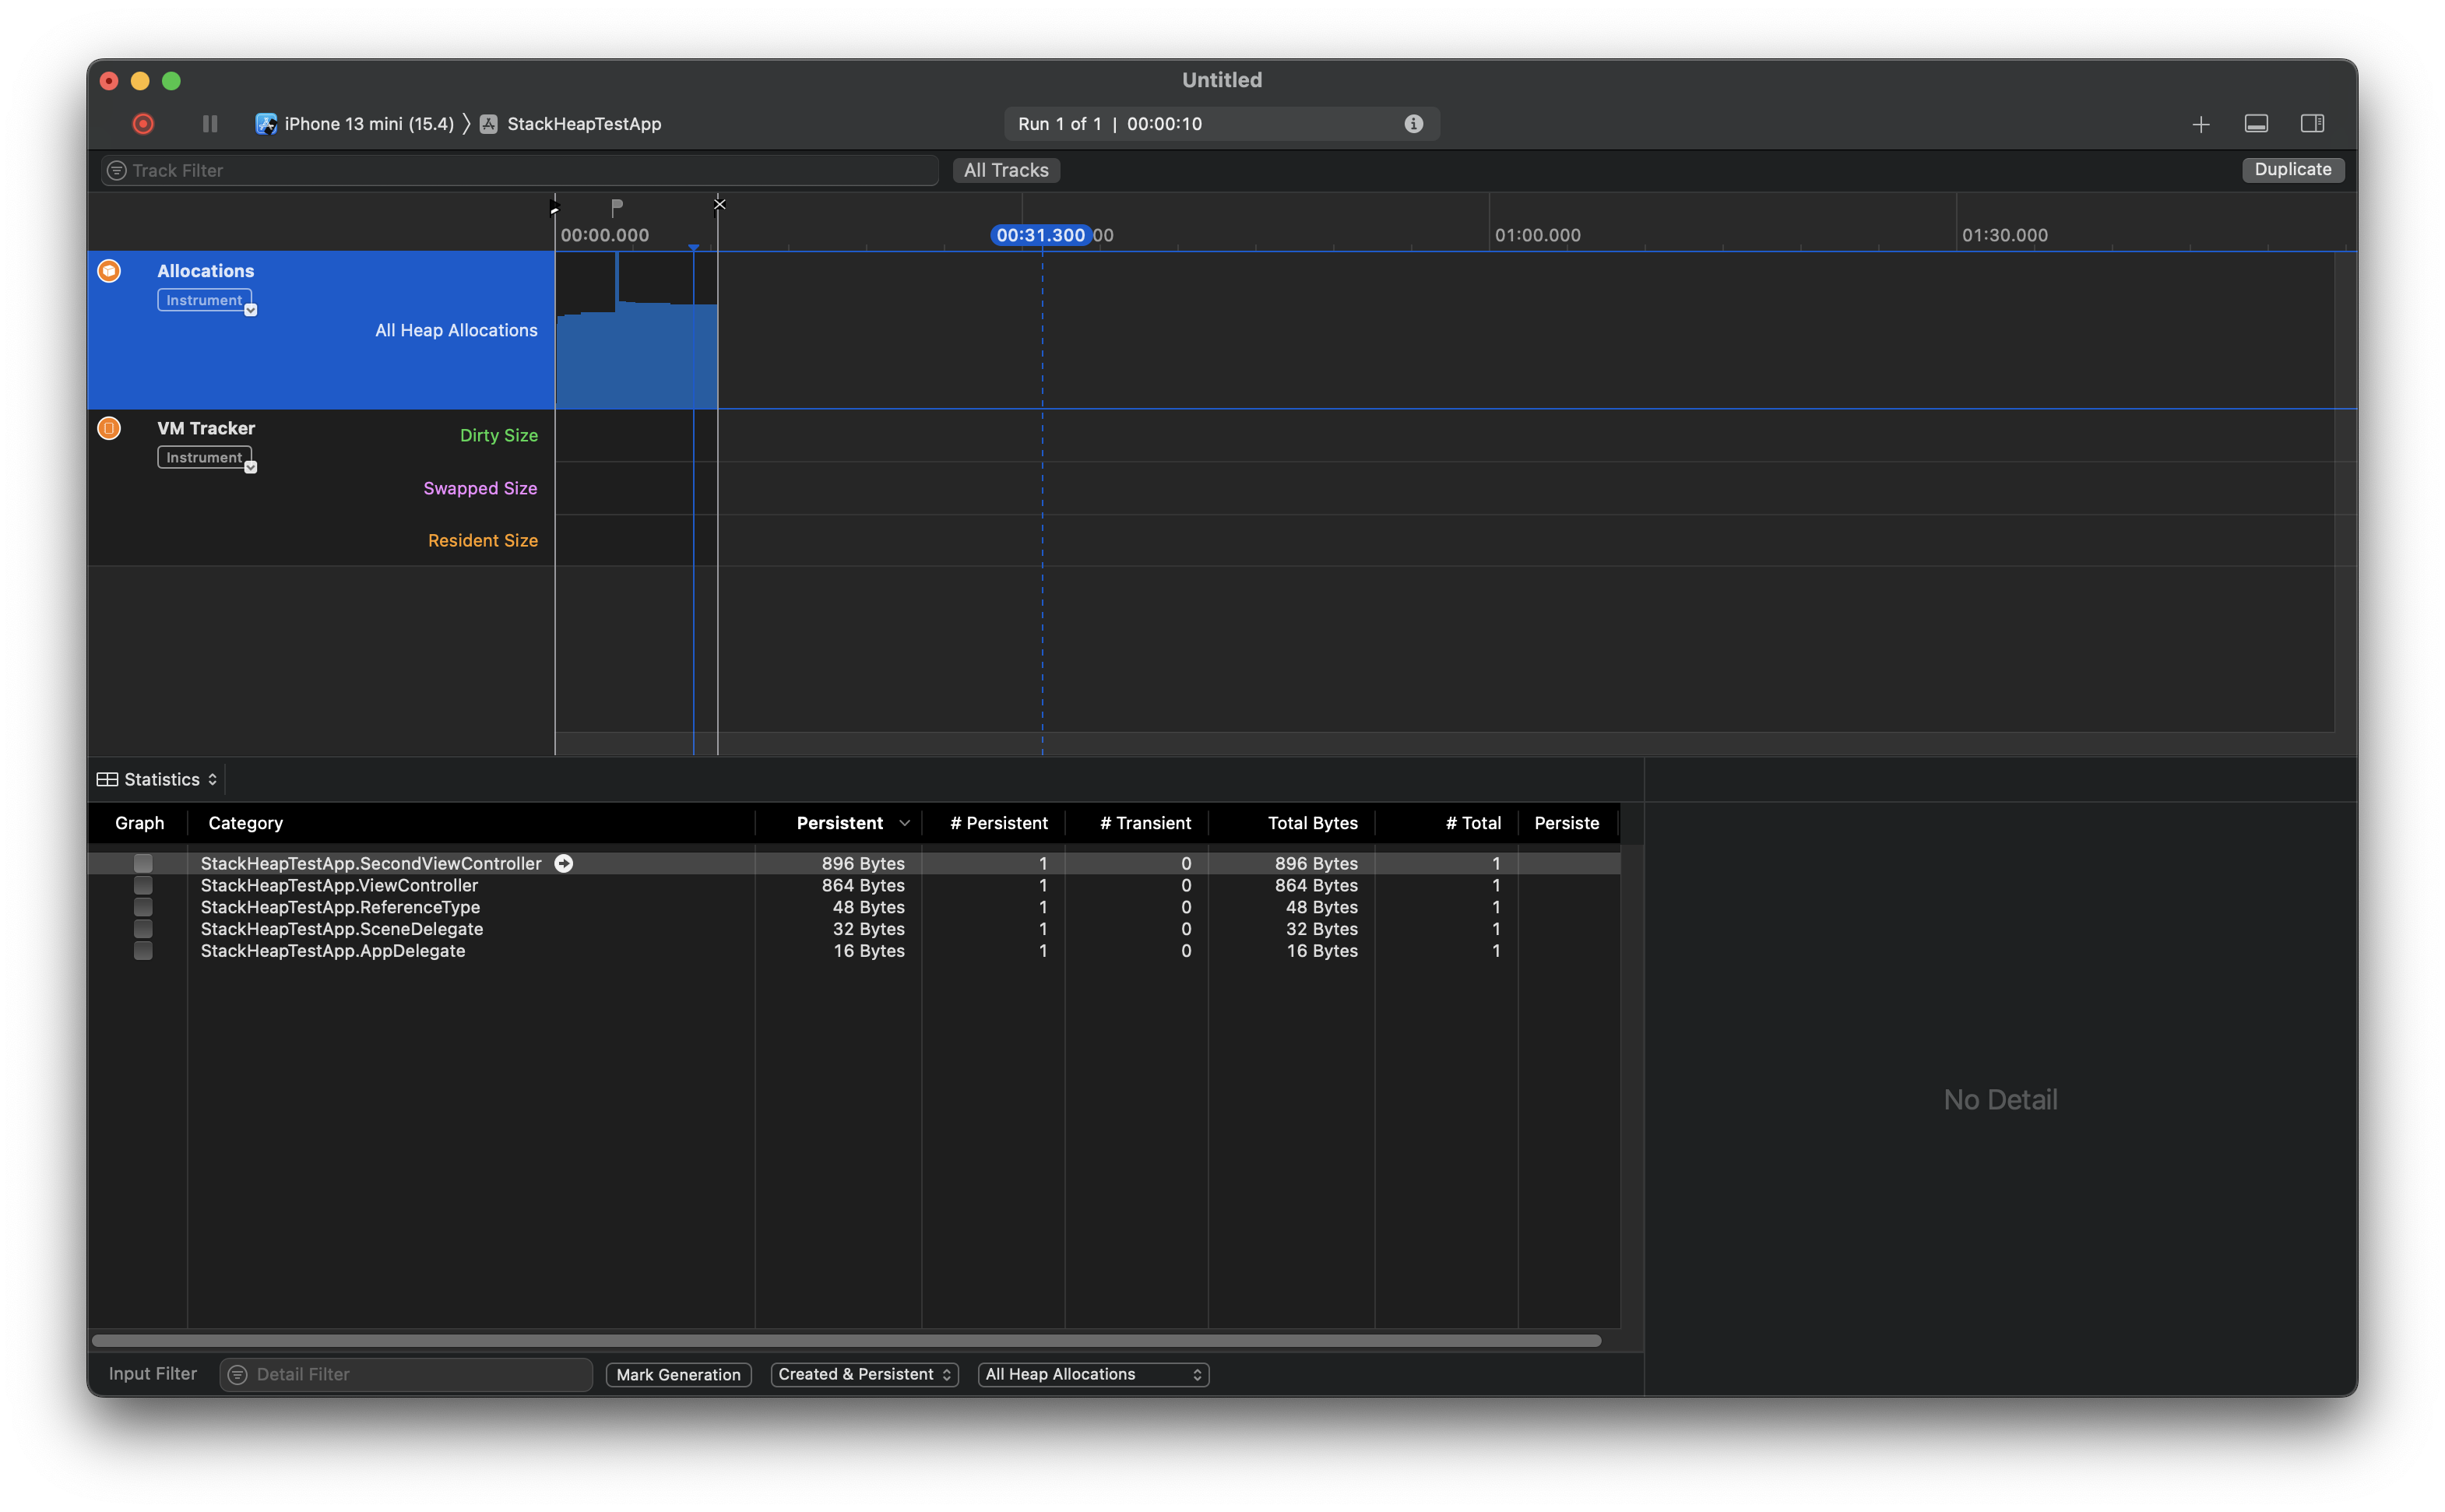 Untitled
iPhone 13 mini (15.4) 〉 StackHeapTestApp
Run 1 of 1 | 00:00:10
Track Filter
All Tracks
Duplicate
00:00.000
00:31.300
00
01:00.000
01:30.000
Allocations
Instrument
All Heap Allocations
VM Tracker
Instrument
Dirty Size
Swapped Size
Resident Size
Statistics
Graph Category Persistent # Persistent # Transient Total Bytes # Total Persiste
StackHeapTestApp.SecondViewController 896 Bytes 1 0 896 Bytes 1
StackHeapTestApp.ViewController 864 Bytes 1 0 864 Bytes 1
StackHeapTestApp.ReferenceType 48 Bytes 1 0 48 Bytes 1
StackHeapTestApp.SceneDelegate 32 Bytes 1 0 32 Bytes 1
StackHeapTestApp.AppDelegate 16 Bytes 1 0 16 Bytes 1
No Detail
Input Filter
Detail Filter
Mark Generation
Created & Persistent
All Heap Allocations